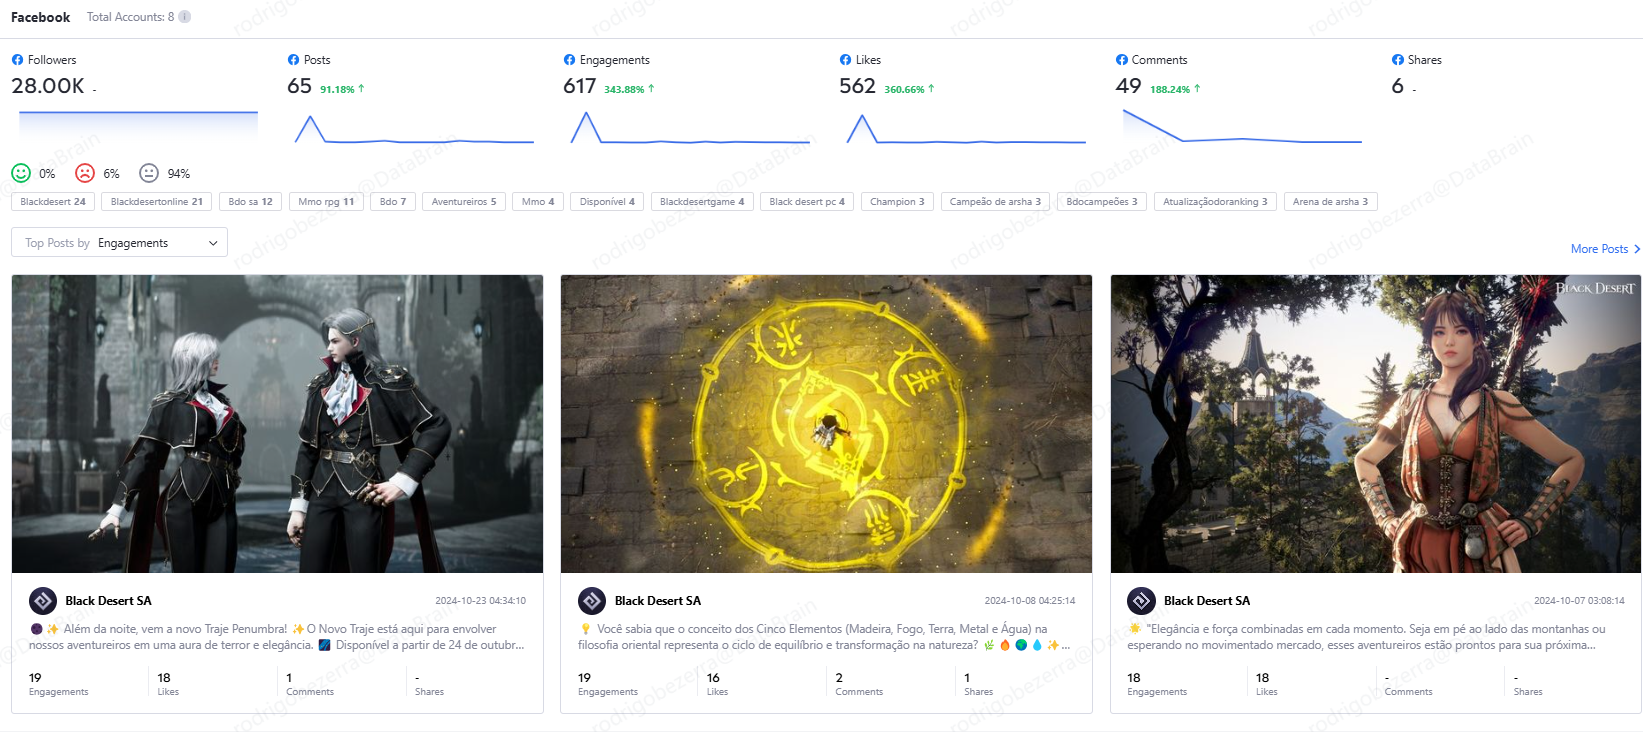 Facebook Total Accounts: 8
Followers Posts Engagements Likes Comments Shares
28.00K - 65 91.18% ↑ 617 343.88% ↑ 562 360.66% ↑ 49 188.24% ↑ 6 -
0% 6% 94%
Blackdesert 24 Blackdesertonline 21 Bdo sa 12 Mmo rpg 11 Bdo 7 Aventureiros 5 Mmo 4 Disponível 4 Blackdesertgame 4 Black desert pc 4 Champion 3 Campeão de arsha 3 Bdocampeões 3 Atualizaçãodoranking 3 Arena de arsha 3
Top Posts by Engagements
More Posts
BLACK DESERT
Black Desert SA 2024-10-23 04:34:10
Além da noite, vem a novo Traje Penumbra! ✨O Novo Traje está aqui para envolver
nossos aventureiros em uma aura de terror e elegância. Disponível a partir de 24 de outubr...
19 18 1 -
Engagements Likes Comments Shares
Black Desert SA 2024-10-08 04:25:14
Você sabia que o conceito dos Cinco Elementos (Madeira, Fogo, Terra, Metal e Água) na
filosofia oriental representa o ciclo de equilíbrio e transformação na natureza? 🌿 🔥 🌍 💧 ✨...
19 16 2 1
Engagements Likes Comments Shares
Black Desert SA 2024-10-07 03:08:14
"Elegância e força combinadas em cada momento. Seja em pé ao lado das montanhas ou
esperando no movimentado mercado, esses aventureiros estão prontos para sua próxima...
18 18 - -
Engagements Likes Comments Shares
rodrigobezerra@DataBrain